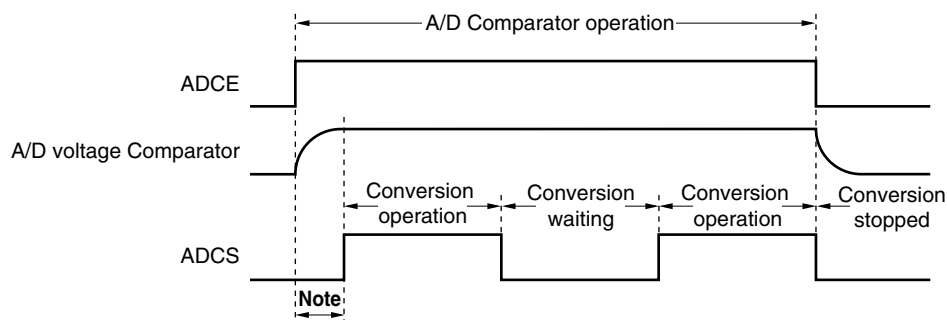 A/D Comparator operation
ADCE
A/D voltage Comparator
Conversion
operation
Conversion
waiting
Conversion
operation
Conversion
stopped
ADCS
Note